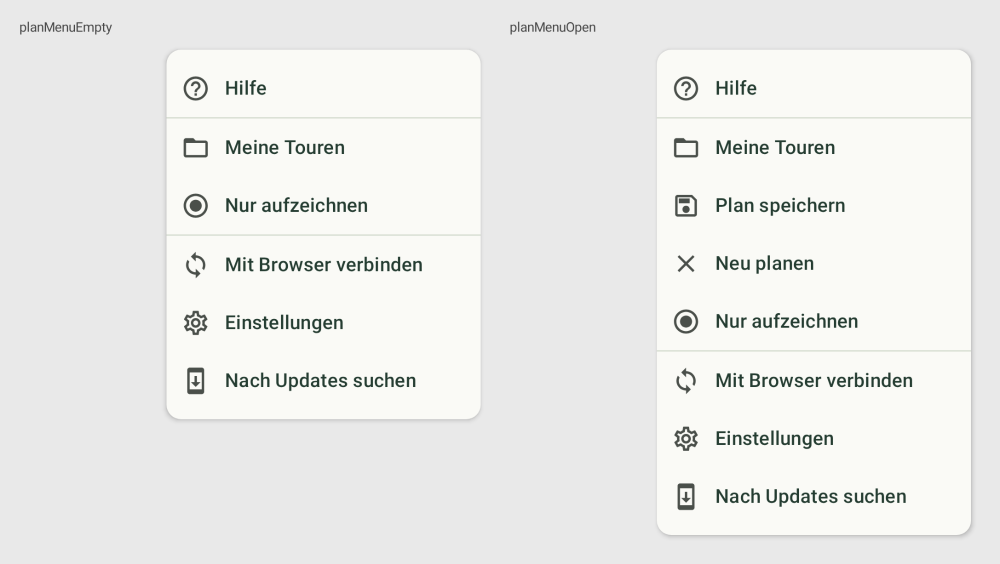 planMenuEmpty
Hilfe
Meine Touren
Nur aufzeichnen
Mit Browser verbinden
Einstellungen
Nach Updates suchen
planMenuOpen
Hilfe
Meine Touren
Plan speichern
Neu planen
Nur aufzeichnen
Mit Browser verbinden
Einstellungen
Nach Updates suchen